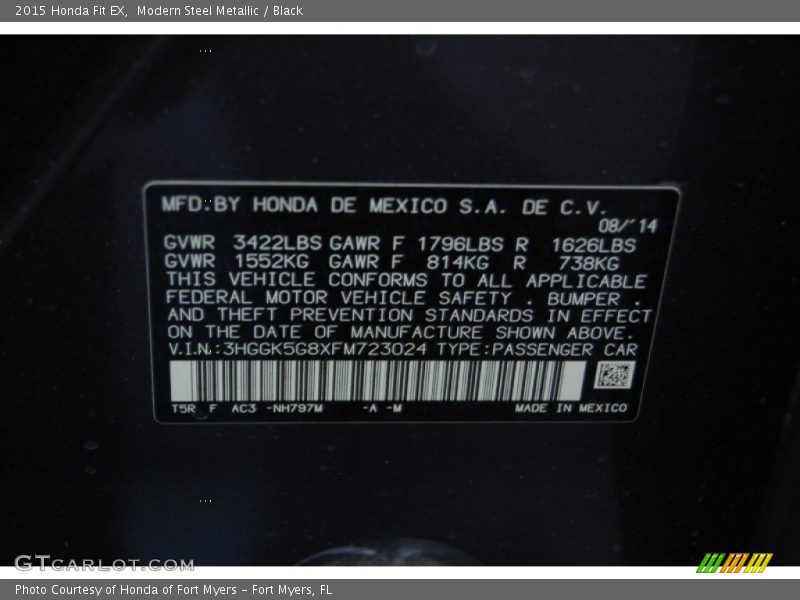 2015 Honda Fit EX,  Modern Steel Metallic / Black
MFD.BY HONDA DE MEXICO S.A. DE C.V.
08/'14
GVWR 3422LBS GAWR F 1796LBS R 1626LBS
GVWR 1552KG GAWR F 814KG R 738KG
THIS VEHICLE CONFORMS TO ALL APPLICABLE
FEDERAL MOTOR VEHICLE SAFETY . BUMPER .
AND THEFT PREVENTION STANDARDS IN EFFECT
ON THE DATE OF MANUFACTURE SHOWN ABOVE.
V.I.N.:3HGGK5G8XFM723024 TYPE:PASSENGER CAR
T5R F AC3 -NH797M -A -M MADE IN MEXICO
GTcarlot.com
Photo Courtesy of Honda of Fort Myers – Fort Myers, FL